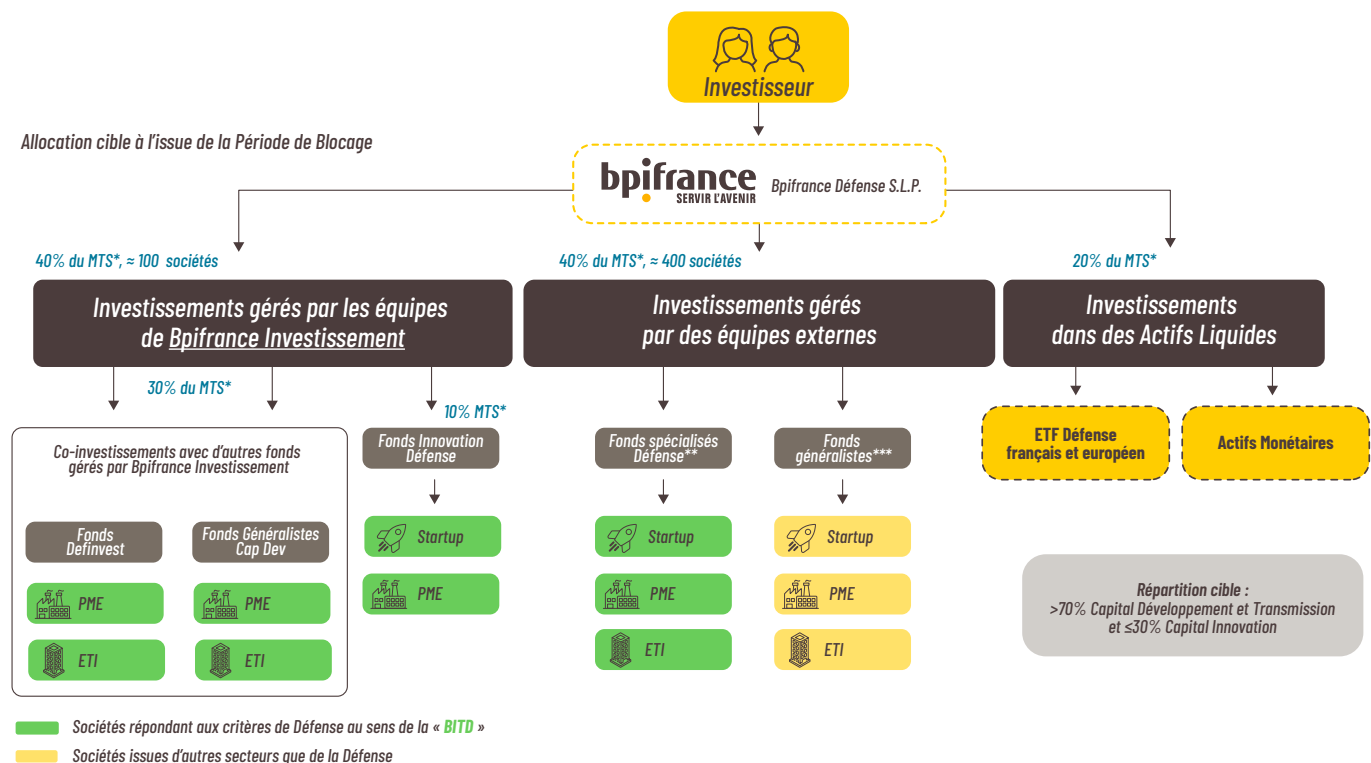 Investisseur
Allocation cible à l'issue de la Période de Blocage
bpifrance
SERVIR L'AVENIR
Bpifrance Défense S.L.P.
40% du MTS*, ≈ 100 sociétés
40% du MTS*, ≈ 400 sociétés
20% du MTS*
Investissements gérés par les équipes
de Bpifrance Investissement
Investissements gérés
par des équipes externes
Investissements
dans des Actifs Liquides
30% du MTS*
10% MTS*
Co-investissements avec d'autres fonds
gérés par Bpifrance Investissement
Fonds
Definvest
PME
ETI
Fonds Généralistes
Cap Dev
PME
ETI
Fonds Innovation
Défense
Startup
PME
Fonds spécialisés
Défense**
Startup
PME
ETI
Fonds
généralistes***
Startup
PME
ETI
ETF Défense
français et européen
Actifs Monétaires
Répartition cible :
>70% Capital Développement et Transmission
et ≤30% Capital Innovation
Sociétés répondant aux critères de Défense au sens de la « BITD »
Sociétés issues d'autres secteurs que de la Défense